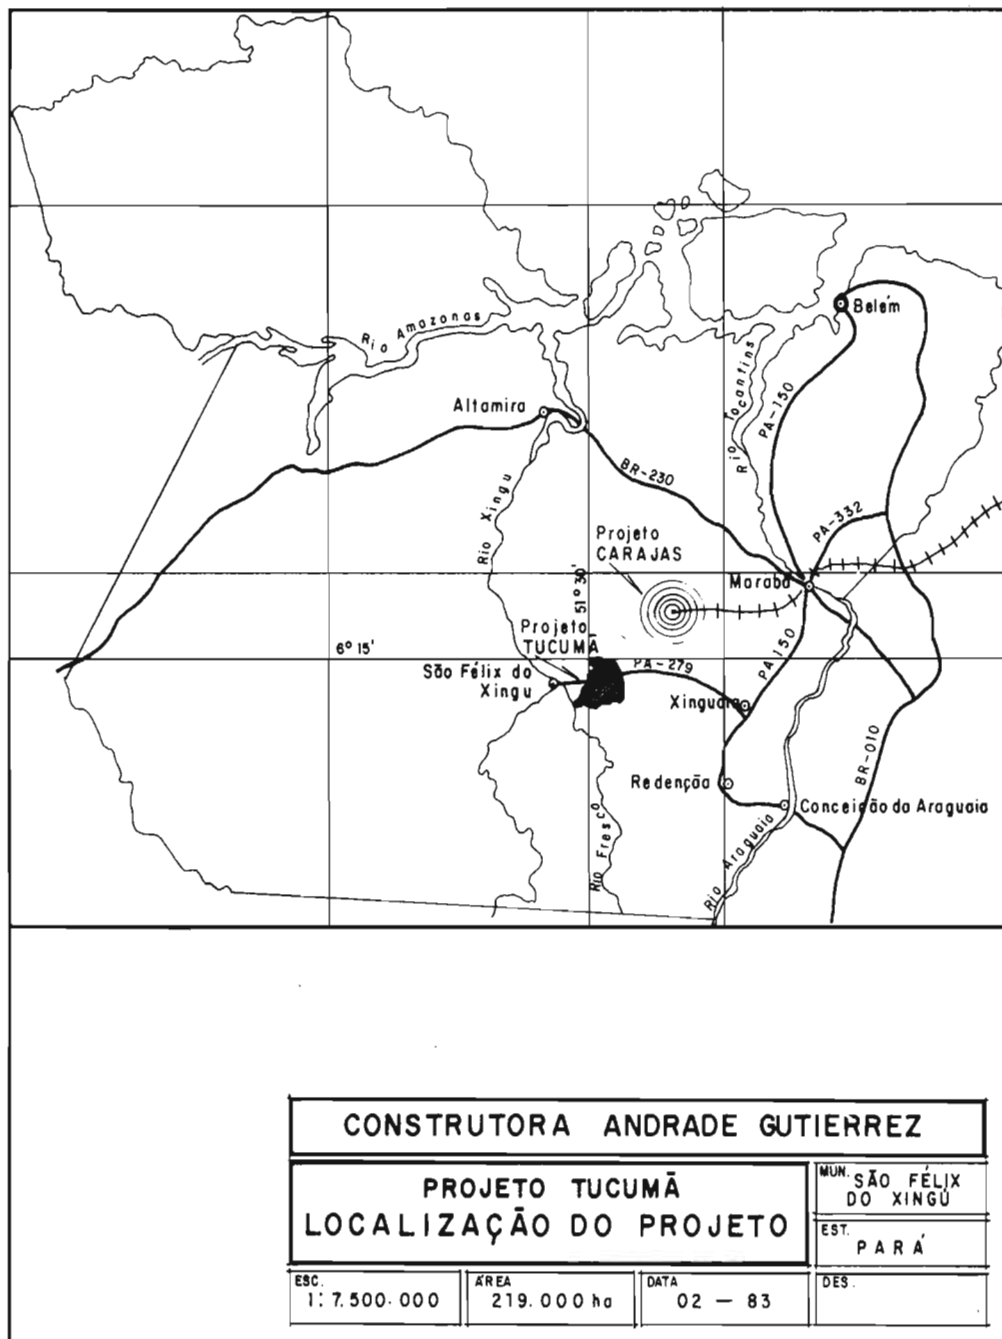 Belém
Rio Amazonas
Rio Tocantins
PA-150
Altamira
BR-230
PA-332
Rio Xingu
Projeto
CARAJAS
51° 30'
Marabá
Projeto
TUCUMÃ
6° 15'
PA-279
PA 150
São Félix do
Xingu
Xinguara
BR-010
Redenção
Conceição do Araguaia
Rio Fresco
Rio Araguaia
CONSTRUTORA ANDRADE GUTIERREZ
PROJETO TUCUMÃ
LOCALIZAÇÃO DO PROJETO
MUN. SÃO FÉLIX
DO XINGÚ
EST.
PARÁ
ESC.
1: 7.500.000
ÁREA
219.000 ha
DATA
02 — 83
DES.